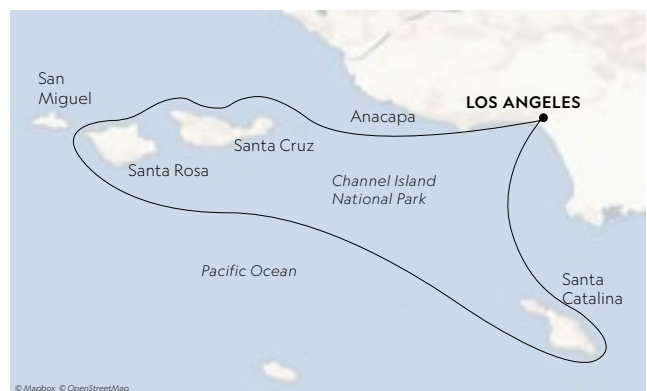 San
Miguel
LOS ANGELES
Anacapa
Santa Cruz
Santa Rosa
Channel Island
National Park
Pacific Ocean
Santa
Catalina
© Mapbox © OpenStreetMap